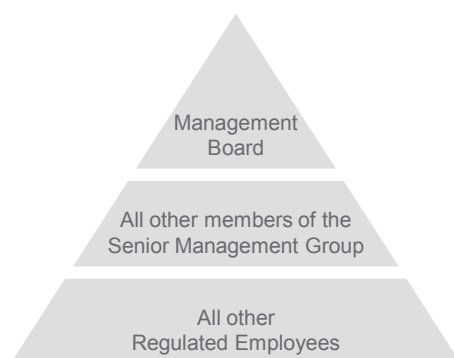 Management
Board
All other members of the
Senior Management Group
All other
Regulated Employees